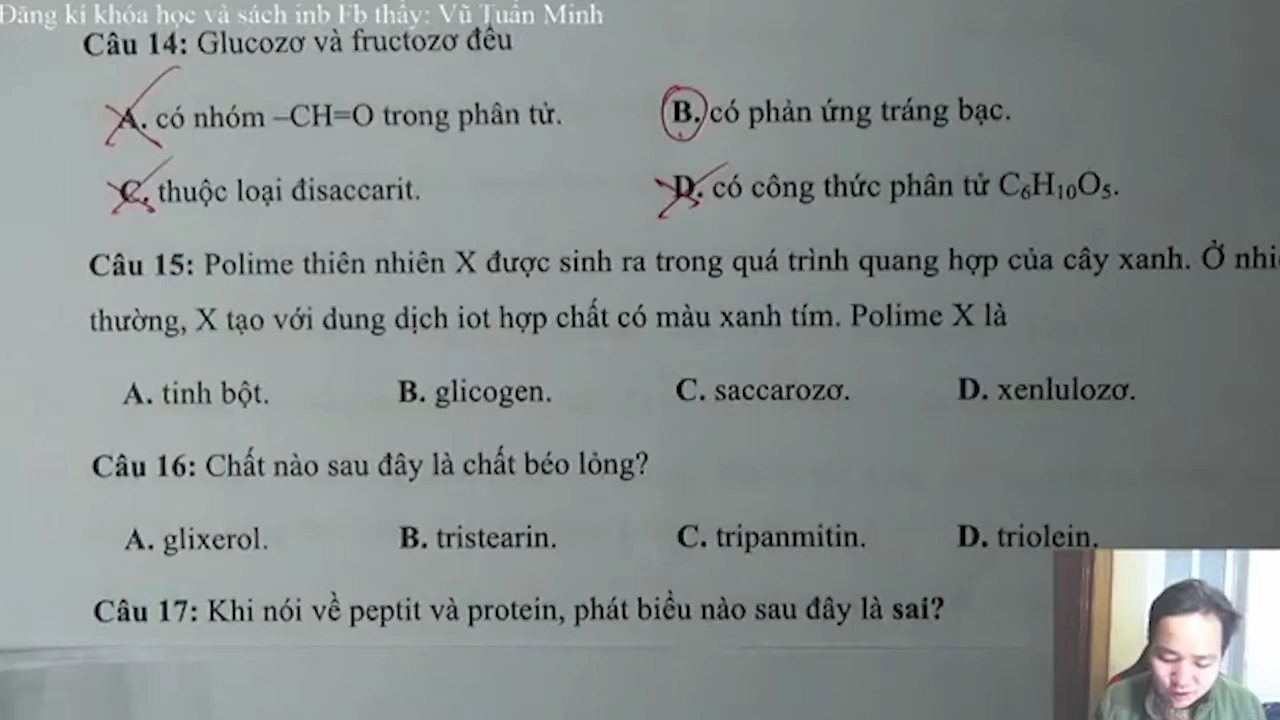 Đăng kí khóa học và sách inb Fb thầy: Vũ Tuấn Minh
Câu 14: Glucozơ và fructozơ đều
A. có nhóm –CH=O trong phân tử. B. có phản ứng tráng bạc.
C. thuộc loại đisaccarit. D. có công thức phân tử C₆H₁₀O₅.
Câu 15: Polime thiên nhiên X được sinh ra trong quá trình quang hợp của cây xanh. Ở
thường, X tạo với dung dịch iot hợp chất có màu xanh tím. Polime X là
A. tinh bột. B. glicogen. C. saccarozơ. D. xenlulozơ.
Câu 16: Chất nào sau đây là chất béo lỏng?
A. glixerol. B. tristearin. C. tripanmitin. D. triolein.
Câu 17: Khi nói về peptit và protein, phát biểu nào sau đây là sai?